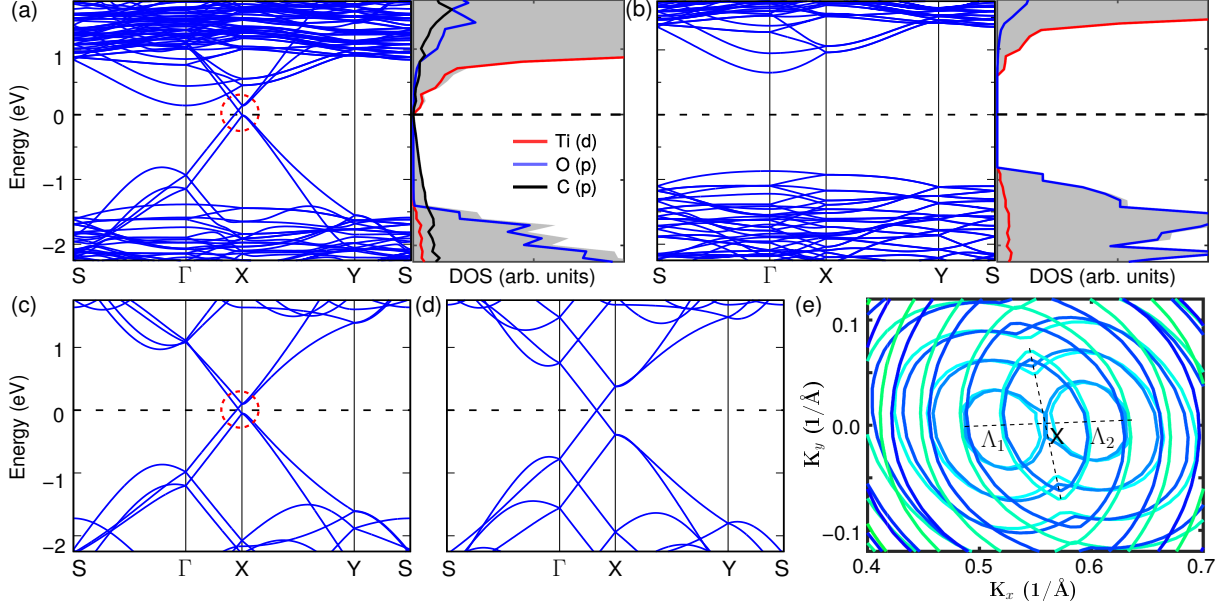 (a)
Energy (eV)
1
0
−1
−2
S Γ X Y S
Ti (d)
O (p)
C (p)
DOS (arb. units)
(b)
S Γ X Y S
DOS (arb. units)
(c)
Energy (eV)
1
0
−1
−2
S Γ X Y S
(d)
S Γ X Y S
(e)
K_y (1/Å)
0.1
0.0
−0.1
Λ₁ X Λ₂
0.4 0.5 0.6 0.7
K_x (1/Å)